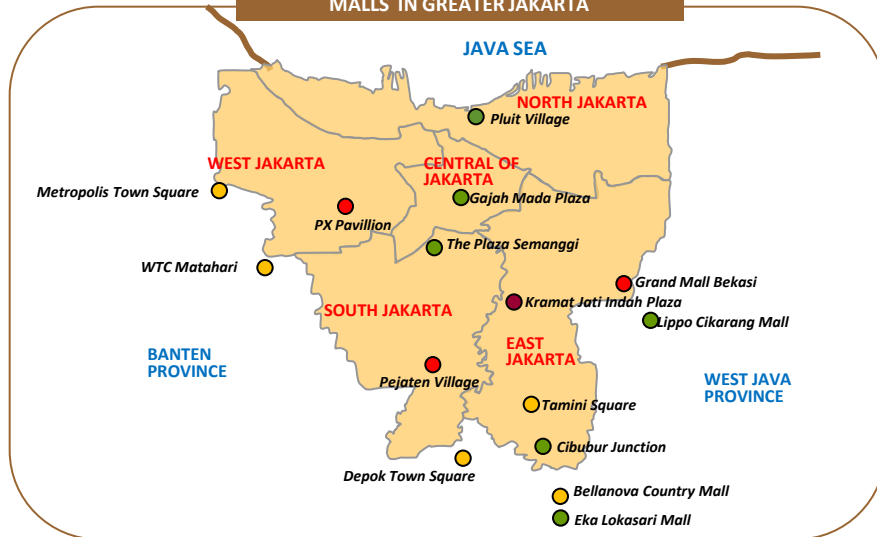 MALLS IN GREATER JAKARTA
JAVA SEA
NORTH JAKARTA
Pluit Village
WEST JAKARTA
CENTRAL OF
JAKARTA
Metropolis Town Square
Gajah Mada Plaza
PX Pavillion
The Plaza Semanggi
WTC Matahari
Grand Mall Bekasi
Kramat Jati Indah Plaza
SOUTH JAKARTA
Lippo Cikarang Mall
EAST
JAKARTA
BANTEN
PROVINCE
Pejaten Village
WEST JAVA
PROVINCE
Tamini Square
Cibubur Junction
Depok Town Square
Bellanova Country Mall
Eka Lokasari Mall